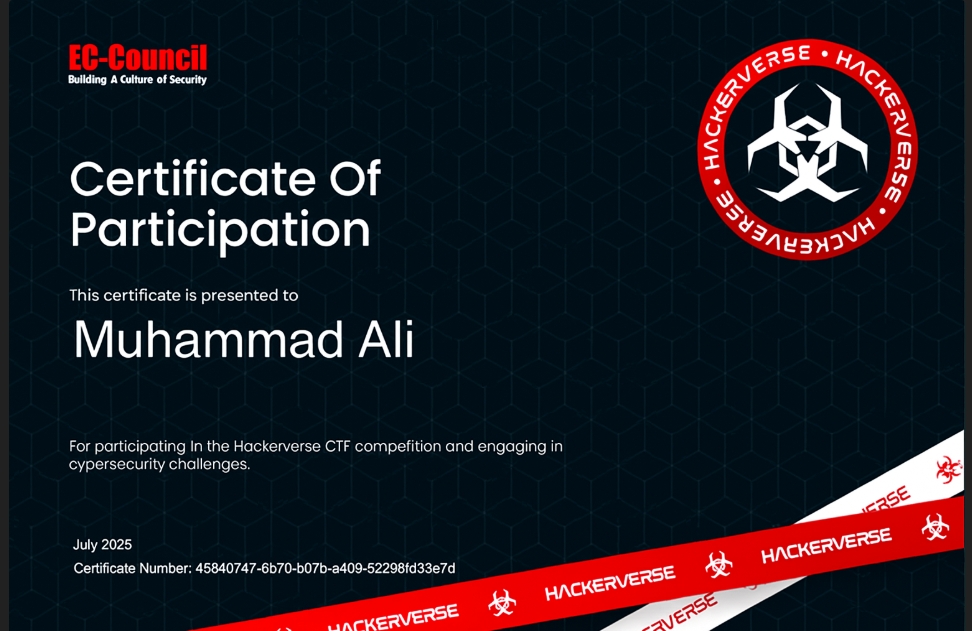 EC-Council
Building A Culture of Security
HACKERVERSE • HACKERVERSE • HACKERVERSE •
Certificate Of
Participation
This certificate is presented to
Muhammad Ali
For participating In the Hackerverse CTF compefition and engaging in
cypersecurity challenges.
July 2025
Certificate Number: 45840747-6b70-b07b-a409-52298fd33e7d
HACKERVERSE HACKERVERSE HACKERVERSE
ERVERSE